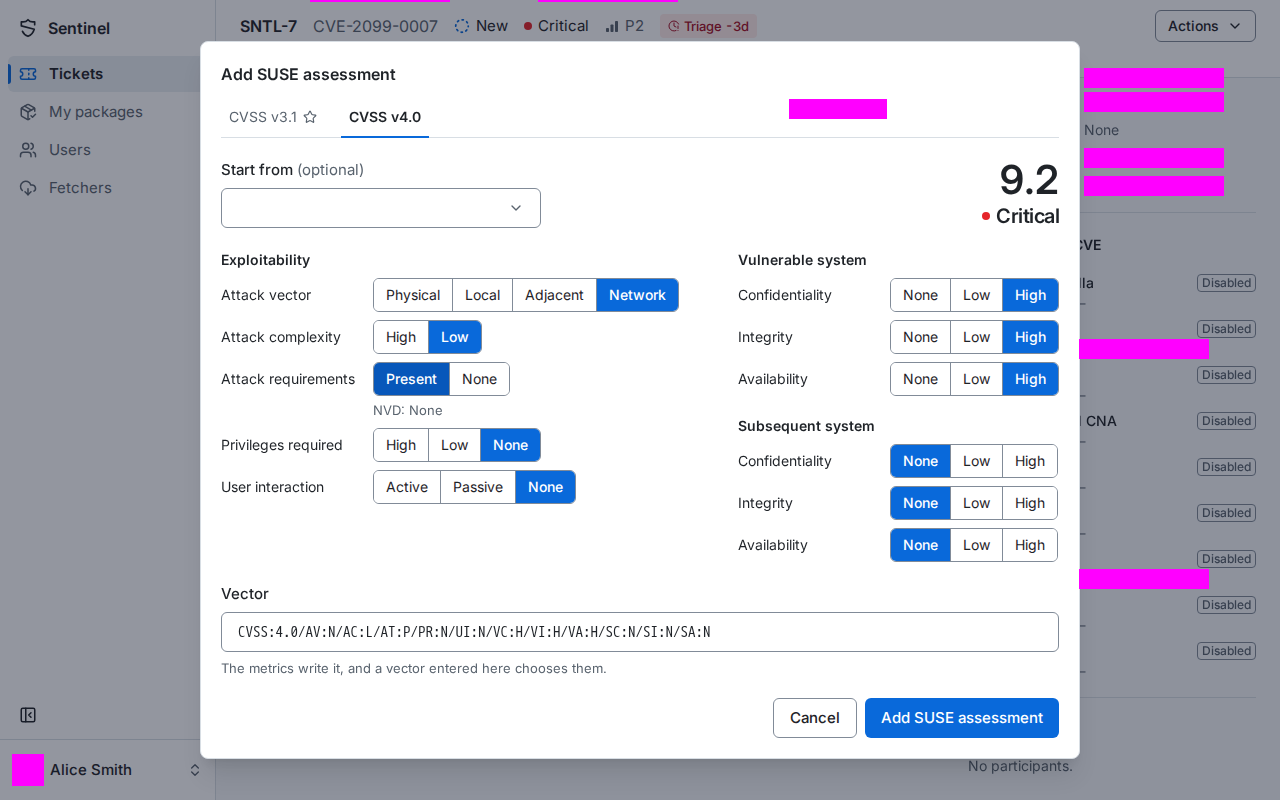 Sentinel
SNTL-7 CVE-2099-0007 New Critical P2 Triage -3d
Actions
Tickets
My packages
Users
Fetchers
Alice Smith
Add SUSE assessment
CVSS v3.1
CVSS v4.0
Start from (optional)
9.2
Critical
Exploitability
Attack vector Physical Local Adjacent Network
Attack complexity High Low
Attack requirements Present None
NVD: None
Privileges required High Low None
User interaction Active Passive None
Vulnerable system
Confidentiality None Low High
Integrity None Low High
Availability None Low High
Subsequent system
Confidentiality None Low High
Integrity None Low High
Availability None Low High
Vector
CVSS:4.0/AV:N/AC:L/AT:P/PR:N/UI:N/VC:H/VI:H/VA:H/SC:N/SI:N/SA:N
The metrics write it, and a vector entered here chooses them.
Cancel
Add SUSE assessment
None
CVE
lla Disabled
Disabled
Disabled
CNA Disabled
Disabled
Disabled
Disabled
Disabled
Disabled
No participants.